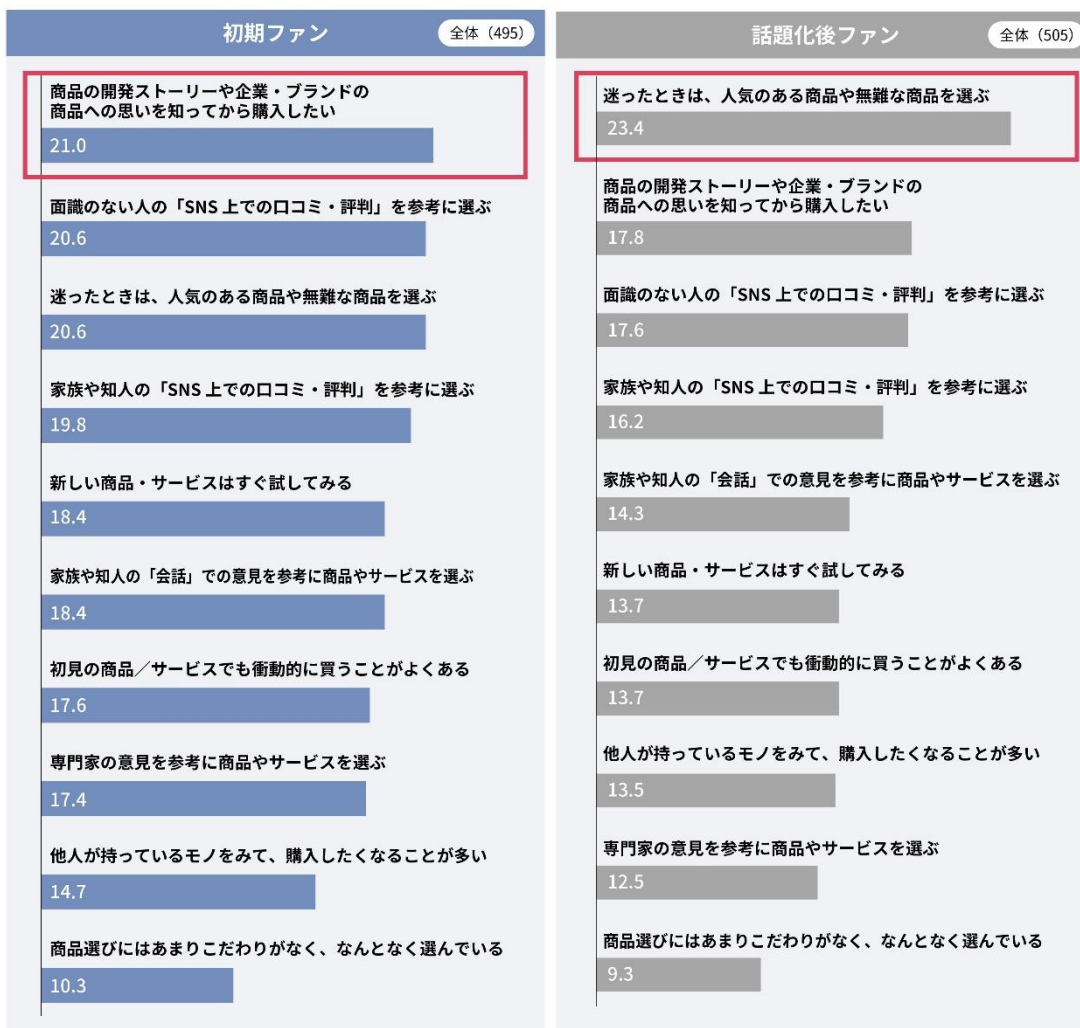 初期ファン
全体（495）
商品の開発ストーリーや企業・ブランドの
商品への思いを知ってから購入したい
21.0
面識のない人の「SNS 上での口コミ・評判」を参考に選ぶ
20.6
迷ったときは、人気のある商品や無難な商品を選ぶ
20.6
家族や知人の「SNS 上での口コミ・評判」を参考に選ぶ
19.8
新しい商品・サービスはすぐ試してみる
18.4
家族や知人の「会話」での意見を参考に商品やサービスを選ぶ
18.4
初見の商品／サービスでも衝動的に買うことがよくある
17.6
専門家の意見を参考に商品やサービスを選ぶ
17.4
他人が持っているモノをみて、購入したくなることが多い
14.7
商品選びにはあまりこだわりがなく、なんとなく選んでいる
10.3
話題化後ファン
全体（505）
迷ったときは、人気のある商品や無難な商品を選ぶ
23.4
商品の開発ストーリーや企業・ブランドの
商品への思いを知ってから購入したい
17.8
面識のない人の「SNS 上での口コミ・評判」を参考に選ぶ
17.6
家族や知人の「SNS 上での口コミ・評判」を参考に選ぶ
16.2
家族や知人の「会話」での意見を参考に商品やサービスを選ぶ
14.3
新しい商品・サービスはすぐ試してみる
13.7
初見の商品／サービスでも衝動的に買うことがよくある
13.7
他人が持っているモノをみて、購入したくなることが多い
13.5
専門家の意見を参考に商品やサービスを選ぶ
12.5
商品選びにはあまりこだわりがなく、なんとなく選んでいる
9.3